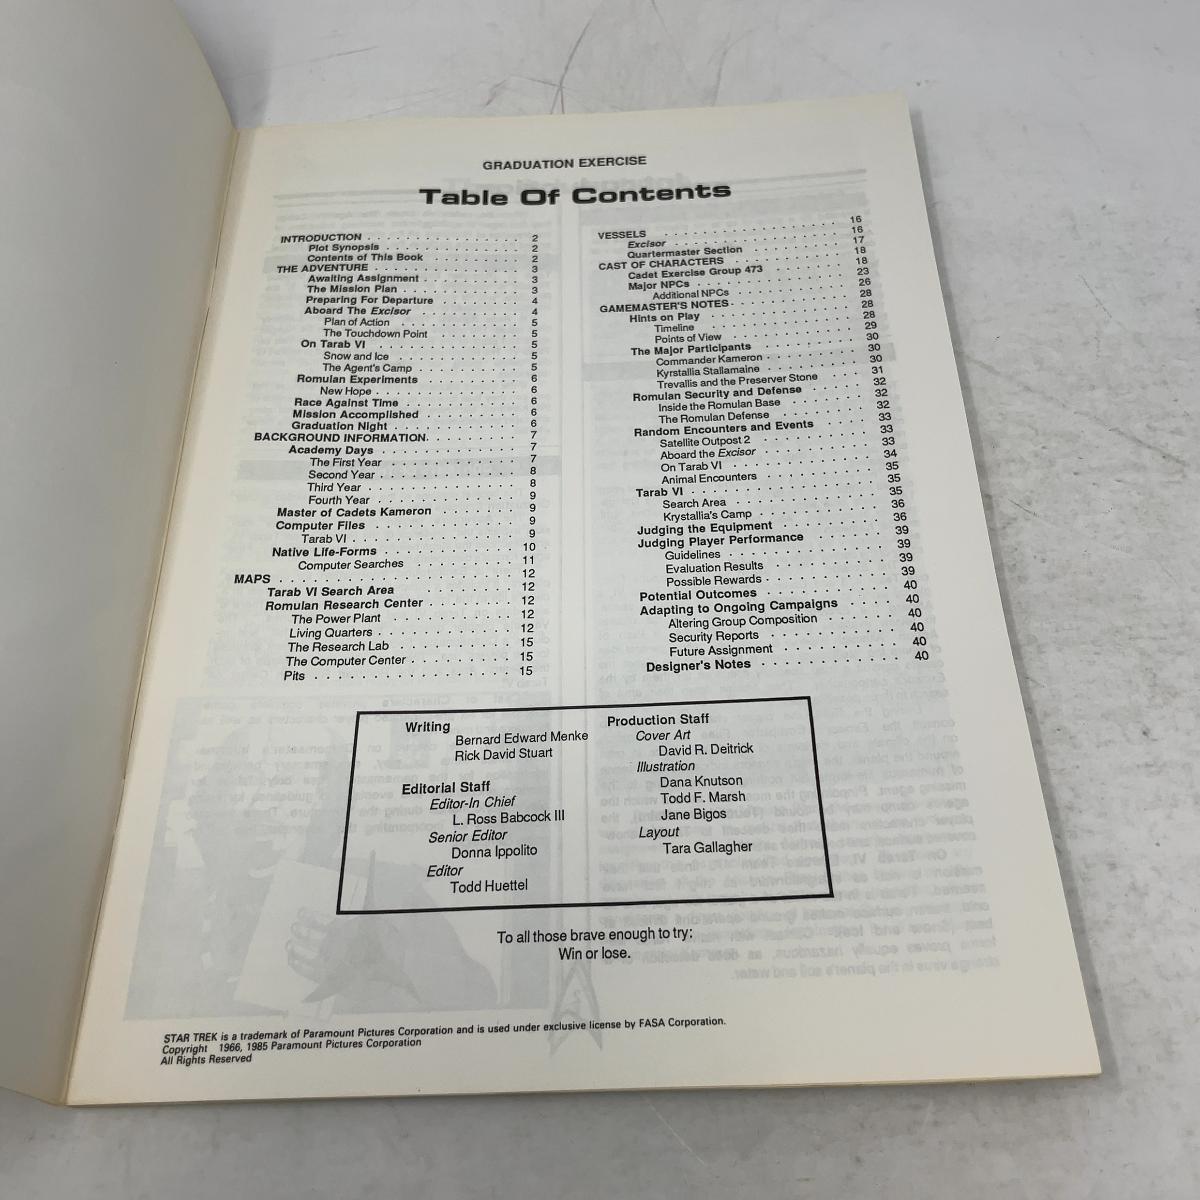 GRADUATION EXERCISE
Table Of Contents
INTRODUCTION . . . . . . . . . . . . . . . 2
Plot Synopsis . . . . . . . . . . . . . 2
Contents of This Book . . . . . . . . . 2
THE ADVENTURE . . . . . . . . . . . . . . . 3
Awaiting Assignment . . . . . . . . . . 3
The Mission Plan . . . . . . . . . . . . 3
Preparing For Departure . . . . . . . . 4
Aboard The Excisor . . . . . . . . . . . 4
Plan of Action . . . . . . . . . . . 5
The Touchdown Point . . . . . . . . 5
On Tarab VI . . . . . . . . . . . . . . 5
Snow and Ice . . . . . . . . . . . . 5
The Agent's Camp . . . . . . . . . . 5
Romulan Experiments . . . . . . . . . . 6
New Hope . . . . . . . . . . . . . . 6
Race Against Time . . . . . . . . . . . 6
Mission Accomplished . . . . . . . . . . 6
Graduation Night . . . . . . . . . . . . 6
BACKGROUND INFORMATION . . . . . . . . . . 7
Academy Days . . . . . . . . . . . . . . 7
The First Year . . . . . . . . . . . 7
Second Year . . . . . . . . . . . . . 8
Third Year . . . . . . . . . . . . . 8
Fourth Year . . . . . . . . . . . . . 9
Master of Cadets Kameron . . . . . . . . 9
Computer Files . . . . . . . . . . . . . 9
Tarab VI . . . . . . . . . . . . . . 9
Native Life-Forms . . . . . . . . . . . 10
Computer Searches . . . . . . . . . . 11
MAPS . . . . . . . . . . . . . . . . . . . 12
Tarab VI Search Area . . . . . . . . . . 12
Romulan Research Center . . . . . . . . 12
The Power Plant . . . . . . . . . . . 12
Living Quarters . . . . . . . . . . . 12
The Research Lab . . . . . . . . . . 15
The Computer Center . . . . . . . . . 15
Pits . . . . . . . . . . . . . . . . 15
VESSELS . . . . . . . . . . . . . . . . . 16
Excisor . . . . . . . . . . . . . . . . 16
Quartermaster Section . . . . . . . . . 17
CAST OF CHARACTERS . . . . . . . . . . . . 18
Cadet Exercise Group 473 . . . . . . . . 18
Major NPCs . . . . . . . . . . . . . . . 23
Additional NPCs . . . . . . . . . . . 26
GAMEMASTER'S NOTES . . . . . . . . . . . . 28
Hints on Play . . . . . . . . . . . . . 28
Timeline . . . . . . . . . . . . . . 28
Points of View . . . . . . . . . . . 29
The Major Participants . . . . . . . . . 30
Commander Kameron . . . . . . . . . . 30
Kyrstallia Stallamaine . . . . . . . 30
Trevallis and the Preserver Stone . . 31
Romulan Security and Defense . . . . . . 32
Inside the Romulan Base . . . . . . . 32
The Romulan Defense . . . . . . . . . 32
Random Encounters and Events . . . . . . 33
Satellite Outpost 2 . . . . . . . . . 33
Aboard the Excisor . . . . . . . . . 33
On Tarab VI . . . . . . . . . . . . . 34
Animal Encounters . . . . . . . . . . 35
Tarab VI . . . . . . . . . . . . . . . . 35
Search Area . . . . . . . . . . . . . 35
Krystallia's Camp . . . . . . . . . . 36
Judging the Equipment . . . . . . . . . 36
Judging Player Performance . . . . . . . 39
Guidelines . . . . . . . . . . . . . 39
Evaluation Results . . . . . . . . . 39
Possible Rewards . . . . . . . . . . 39
Potential Outcomes . . . . . . . . . . . 40
Adapting to Ongoing Campaigns . . . . . 40
Altering Group Composition . . . . . 40
Security Reports . . . . . . . . . . 40
Future Assignment . . . . . . . . . . 40
Designer's Notes . . . . . . . . . . . . 40
Writing
Bernard Edward Menke
Rick David Stuart
Editorial Staff
Editor-In Chief
L. Ross Babcock III
Senior Editor
Donna Ippolito
Editor
Todd Huettel
Production Staff
Cover Art
David R. Deitrick
Illustration
Dana Knutson
Todd F. Marsh
Jane Bigos
Layout
Tara Gallagher
To all those brave enough to try:
Win or lose.
STAR TREK is a trademark of Paramount Pictures Corporation and is used under exclusive license by FASA Corporation.
Copyright 1966, 1985 Paramount Pictures Corporation
All Rights Reserved